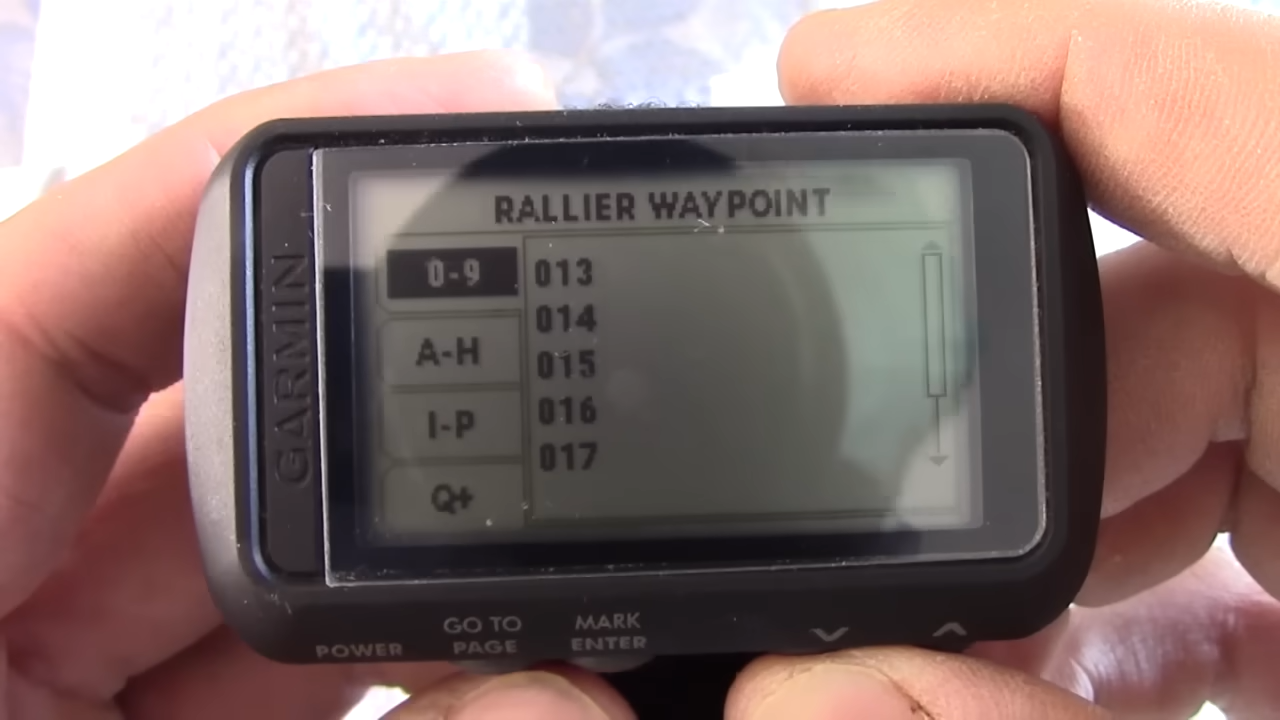 GARMIN
RALLIER WAYPOINT
0-9
013
014
A-H
015
016
I-P
017
Q+
POWER
GO TO
PAGE
MARK
ENTER